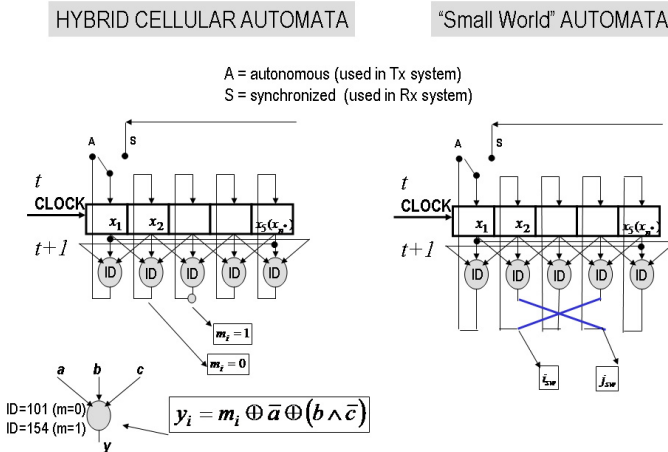 HYBRID CELLULAR AUTOMATA
"Small World" AUTOMATA
A = autonomous (used in Tx system)
S = synchronized (used in Rx system)
A S
t
CLOCK
x₁ x₂ x₅(xₙ)
t+1
ID ID ID ID ID
mᵢ = 1
mᵢ = 0
a b c
ID=101 (m=0)
ID=154 (m=1)
y
yᵢ = mᵢ ⊕ a̅ ⊕ (b ∧ c̅)
A S
t
CLOCK
x₁ x₂ x₅(xₙ)
t+1
ID ID ID ID ID
i_sw j_sw